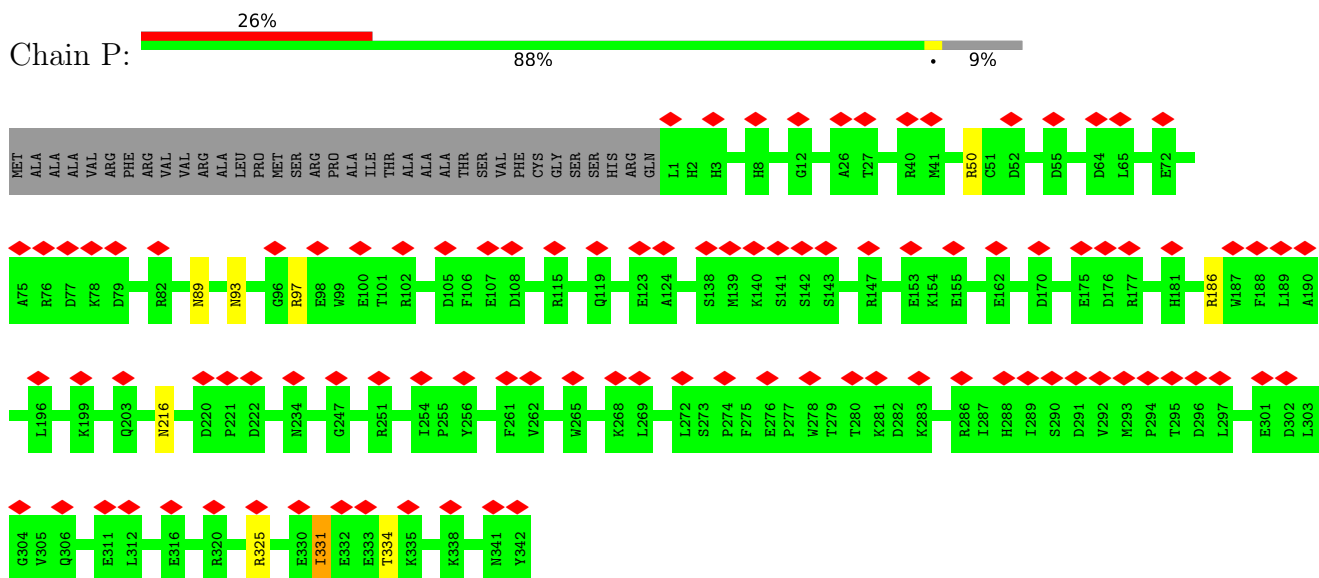 26%
Chain P:
88% • 9%
MET ALA ALA ALA VAL ARG PHE ARG VAL VAL ARG ALA LEU PRO MET SER ARG PRO ALA ILE THR ALA ALA ALA THR SER VAL PHE CYS GLY SER SER HIS ARG GLN L1 H2 H3 H8 G12 A26 T27 R40 M41 R50 C51 D52 D55 D64 L65 E72
A75 R76 D77 K78 D79 R82 N89 N93 G96 R97 E98 W99 E100 T101 R102 D105 F106 E107 D108 R115 Q119 E123 A124 S138 M139 K140 S141 S142 S143 R147 E153 K154 E155 E162 D170 E175 D176 R177 H181 R186 W187 F188 L189 A190
L196 K199 Q203 N216 D220 P221 D222 N234 G247 R251 I254 P255 Y256 F261 V262 W265 K268 L269 L272 S273 P274 F275 E276 P277 W278 T279 T280 K281 D282 K283 R286 I287 H288 I289 S290 D291 V292 M293 P294 T295 D296 L297 E301 D302 L303
G304 V305 Q306 E311 L312 E316 R320 R325 E330 I331 E332 E333 T334 K335 K338 N341 Y342